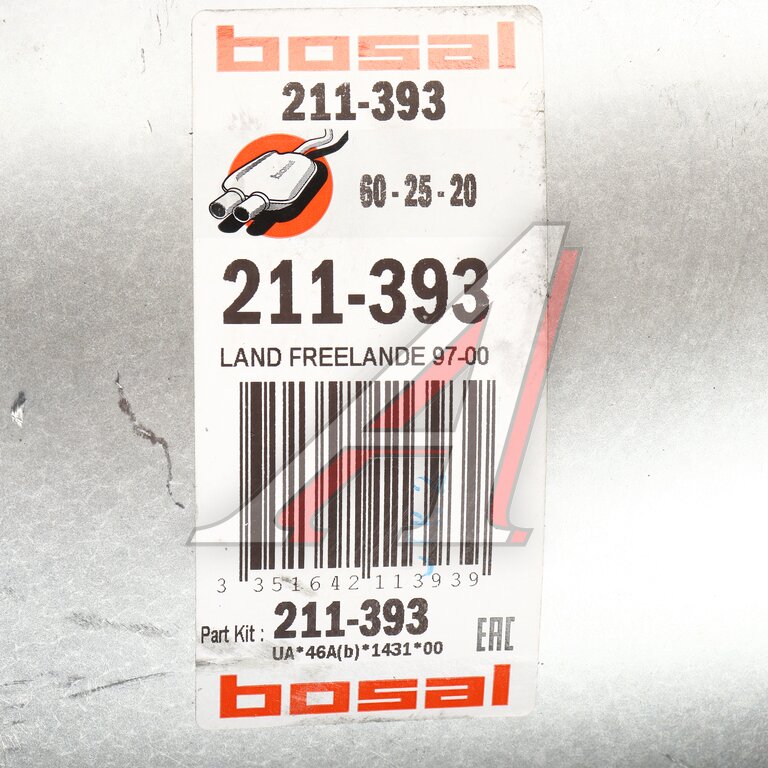 bosal
211-393
bosal
60-25-20
211-393
LAND FREELANDE 97-00
3 351642 113939
Part Kit : 211-393
UA*46A(b)*1431*00
EAC
bosal